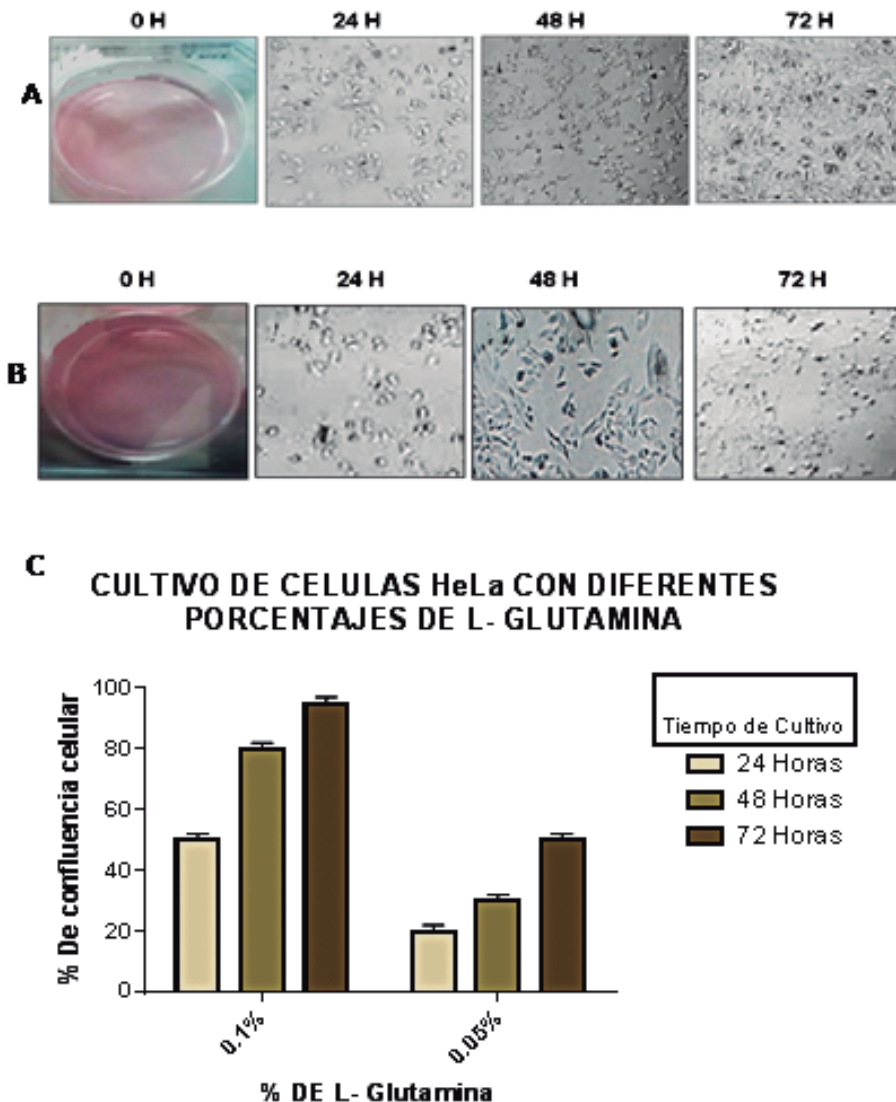 0 H 24 H 48 H 72 H
A
0 H 24 H 48 H 72 H
B
C
CULTIVO DE CELULAS HeLa CON DIFERENTES
PORCENTAJES DE L- GLUTAMINA
% De confluencia celular
100
80
60
40
20
0
0.1% 0.05%
% DE L- Glutamina
Tiempo de Cultivo
24 Horas
48 Horas
72 Horas